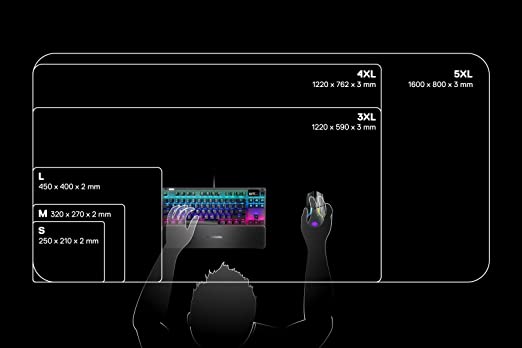 4XL
1220 x 762 x 3 mm
5XL
1600 x 800 x 3 mm
3XL
1220 x 590 x 3 mm
L
450 x 400 x 2 mm
M 320 x 270 x 2 mm
S
250 x 210 x 2 mm